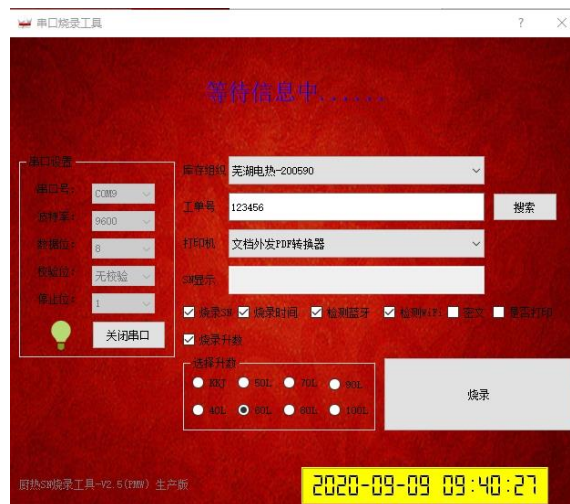 串口烧录工具
等待信息中......
串口设置
串口号: COM9
波特率: 9600
数据位: 8
校验位: 无校验
停止位: 1
关闭串口
库存组织 芜湖电热-200590
工单号 123456 搜索
打印机 文档外发PDF转换器
SN显示
烧录SN 烧录时间 检测蓝牙 检测WiFi 密文 是否打印
烧录升数
选择升数
50L 70L 90L
40L 60L 100L
烧录
厨热SN烧录工具-V2.5(PMW) 生产版
2020-09-09 09:40:27